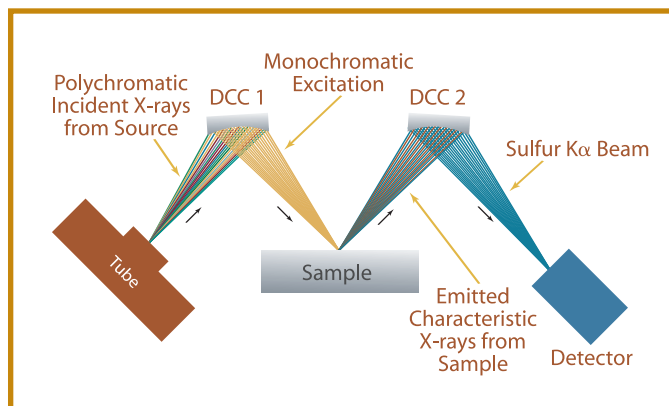 Polychromatic
Incident X-rays
from Source
DCC 1
Monochromatic
Excitation
DCC 2
Sulfur Kα Beam
Tube
Sample
Emitted
Characteristic
X-rays from
Sample
Detector